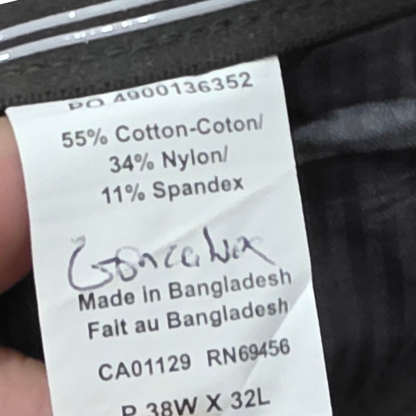 PO 4900136352
55% Cotton-Coton/
34% Nylon/
11% Spandex
Gonzalez
Made in Bangladesh
Fait au Bangladesh
CA01129 RN69456
P 38W X 32L